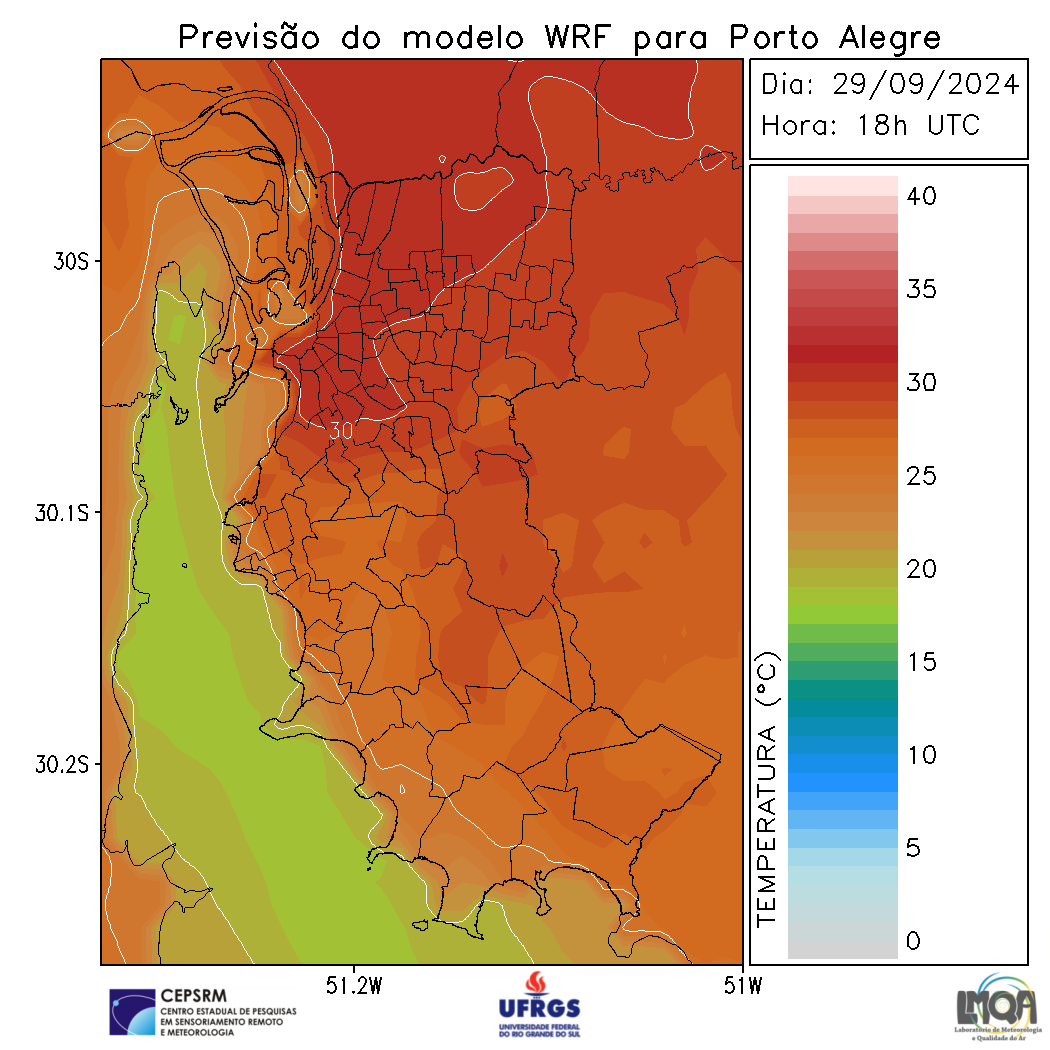 Previsão do modelo WRF para Porto Alegre
Dia: 29/09/2024
Hora: 18h UTC
40
35
30
25
20
15
10
5
0
TEMPERATURA (°C)
30S
30.1S
30.2S
30
51.2W
51W
CEPSRM
CENTRO ESTADUAL DE PESQUISAS
EM SENSORIAMENTO REMOTO
E METEOROLOGIA
UFRGS
UNIVERSIDADE FEDERAL
DO RIO GRANDE DO SUL
LMQA
Laboratório de Meteorologia
e Qualidade do Ar